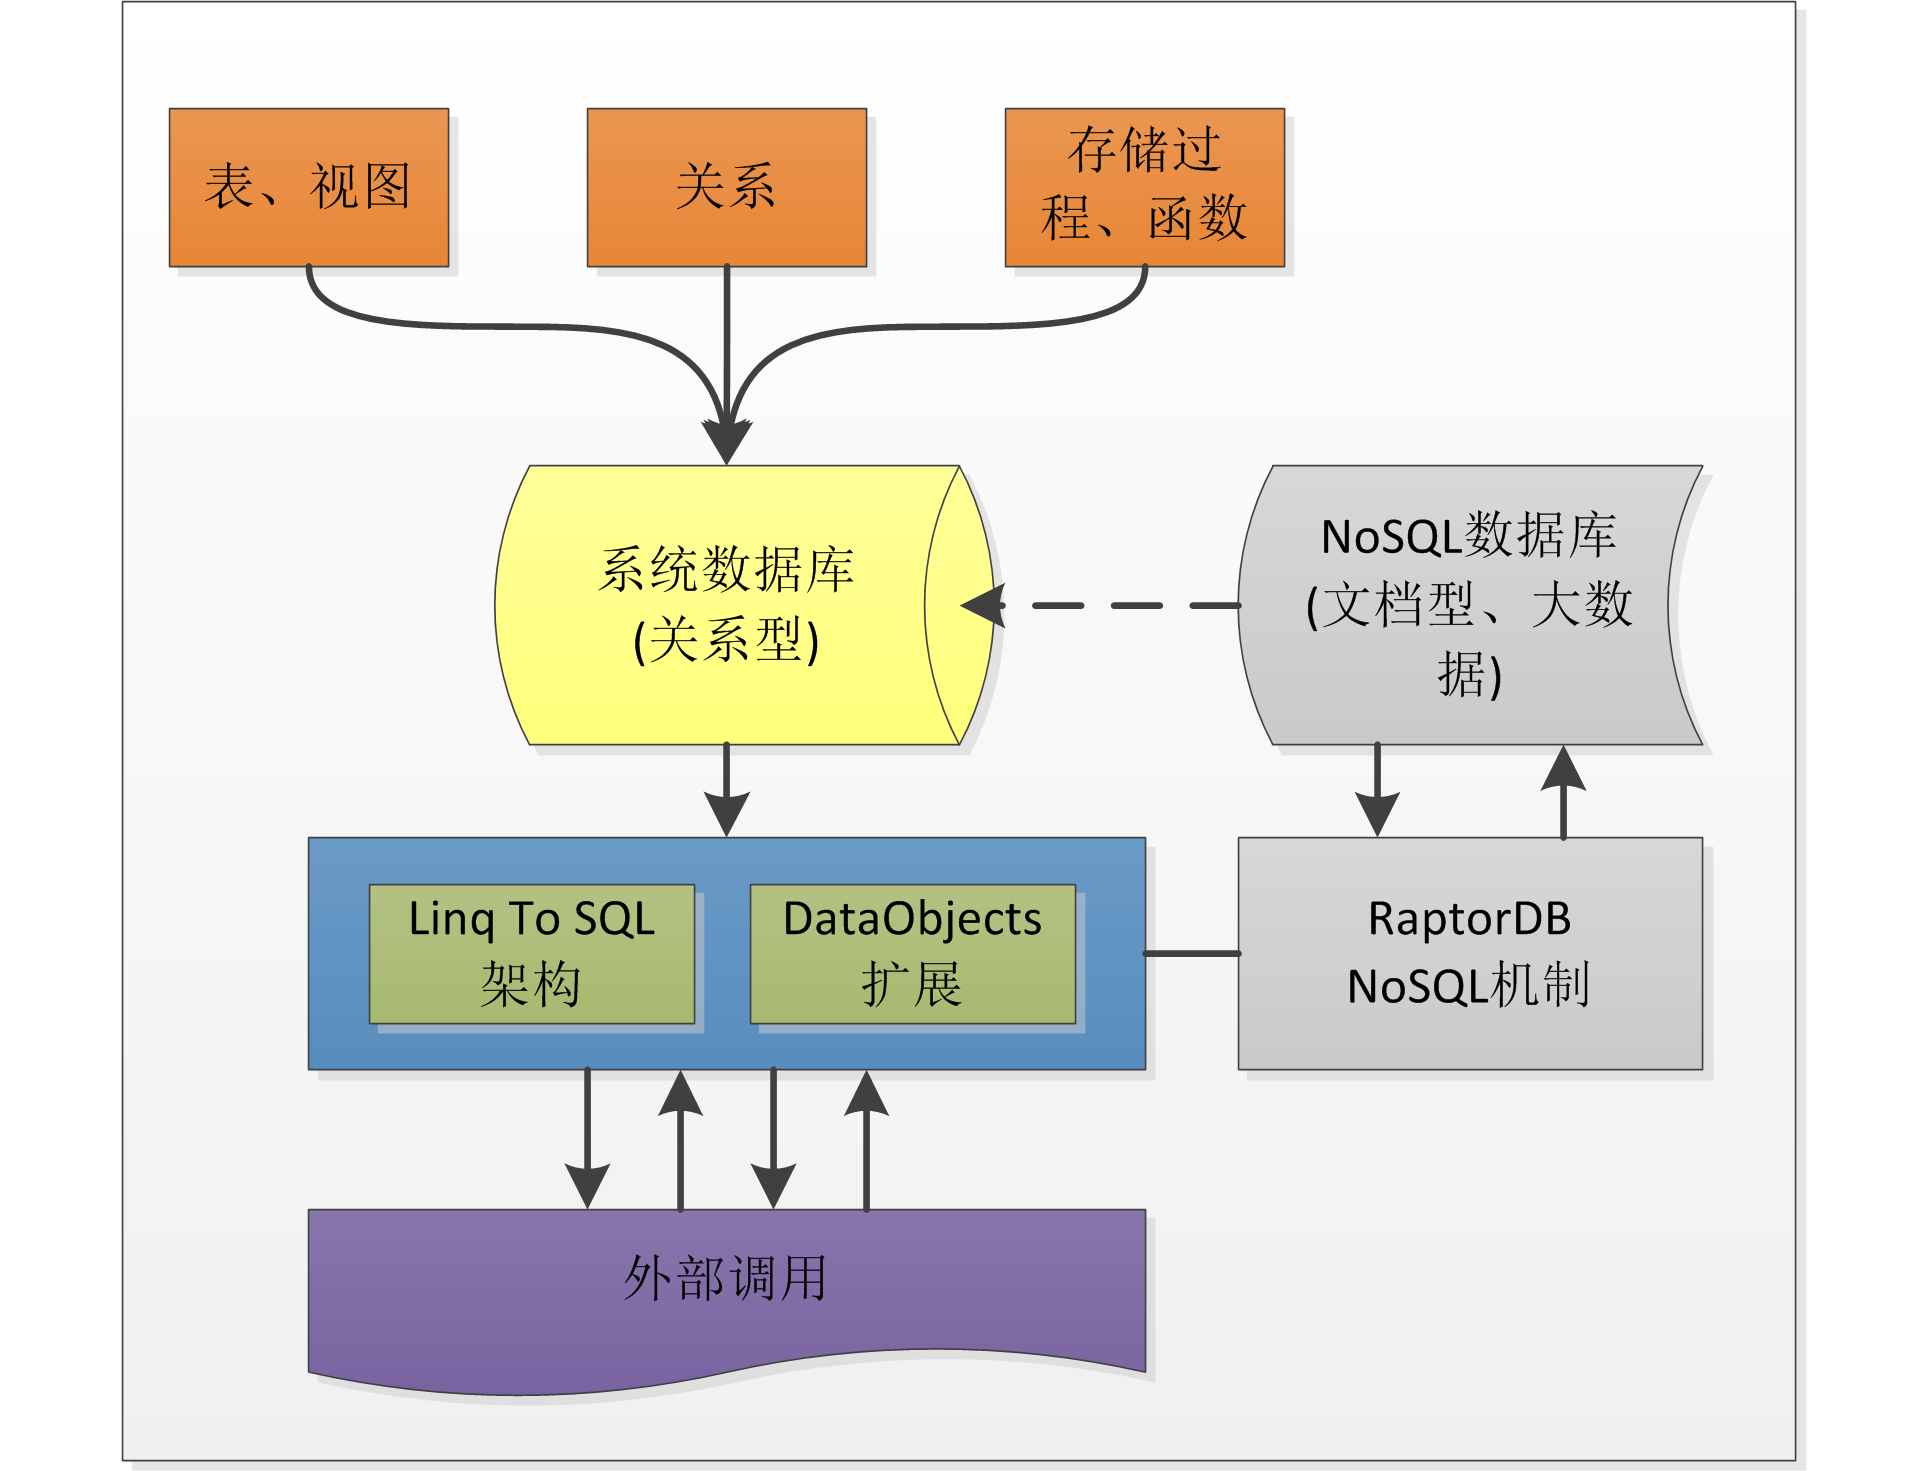 表、视图
关系
存储过
程、函数
系统数据库
(关系型)
NoSQL数据库
(文档型、大数
据)
Linq To SQL
架构
DataObjects
扩展
RaptorDB
NoSQL机制
外部调用